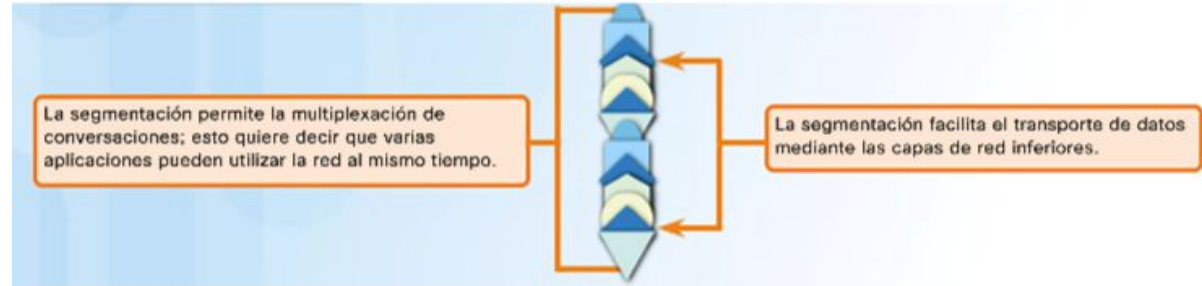 La segmentación permite la multiplexación de
conversaciones; esto quiere decir que varias
aplicaciones pueden utilizar la red al mismo tiempo.
La segmentación facilita el transporte de datos
mediante las capas de red inferiores.